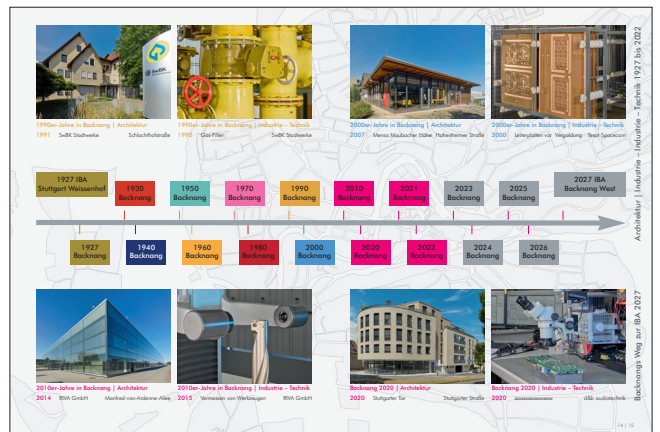 SwBK
1990er-Jahre in Backnang | Architektur
1991 SwBK Stadtwerke Schlachthofstraße
1990er-Jahre in Backnang | Industrie – Technik
1990 Gas-Filter SwBK Stadtwerke
2000er-Jahre in Backnang | Architektur
2007 Mensa Maubacher Höhe Hohenheimer Straße
2000er-Jahre in Backnang | Industrie – Technik
2000 Leiterplatten vor Vergoldung Tesat-Spacecom
Architektur | Industrie – Industrie – Technik 1927 bis 2022
1927 IBA
Stuttgart Weissenhof
1930
Backnang
1950
Backnang
1970
Backnang
1990
Backnang
2010
Backnang
2021
Backnang
2023
Backnang
2025
Backnang
2027 IBA
Backnang West
1927
Backnang
1940
Backnang
1960
Backnang
1980
Backnang
2000
Backnang
2020
Backnang
2022
Backnang
2024
Backnang
2026
Backnang
2010er-Jahre in Backnang | Architektur
2014 RIVA GmbH Manfred-von-Ardenne-Allee
2010er-Jahre in Backnang | Industrie – Technik
2015 Vermessen von Werkzeugen RIVA GmbH
Backnang 2020 | Architektur
2020 Stuttgarter Tor Stuttgarter Straße
Backnang 2020 | Industrie – Technik
2020 d&b audiotechnik
Backnangs Weg zur IBA 2027
14 | 15